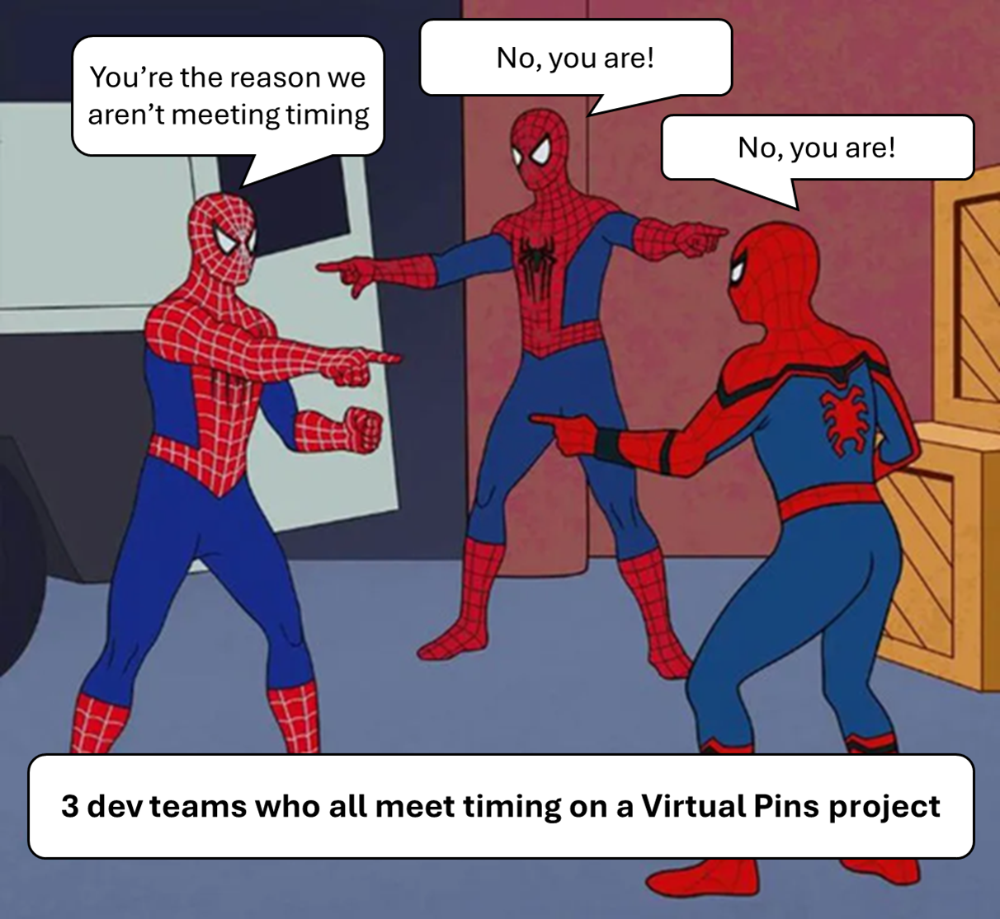 You’re the reason we
aren’t meeting timing
No, you are!
No, you are!
3 dev teams who all meet timing on a Virtual Pins project